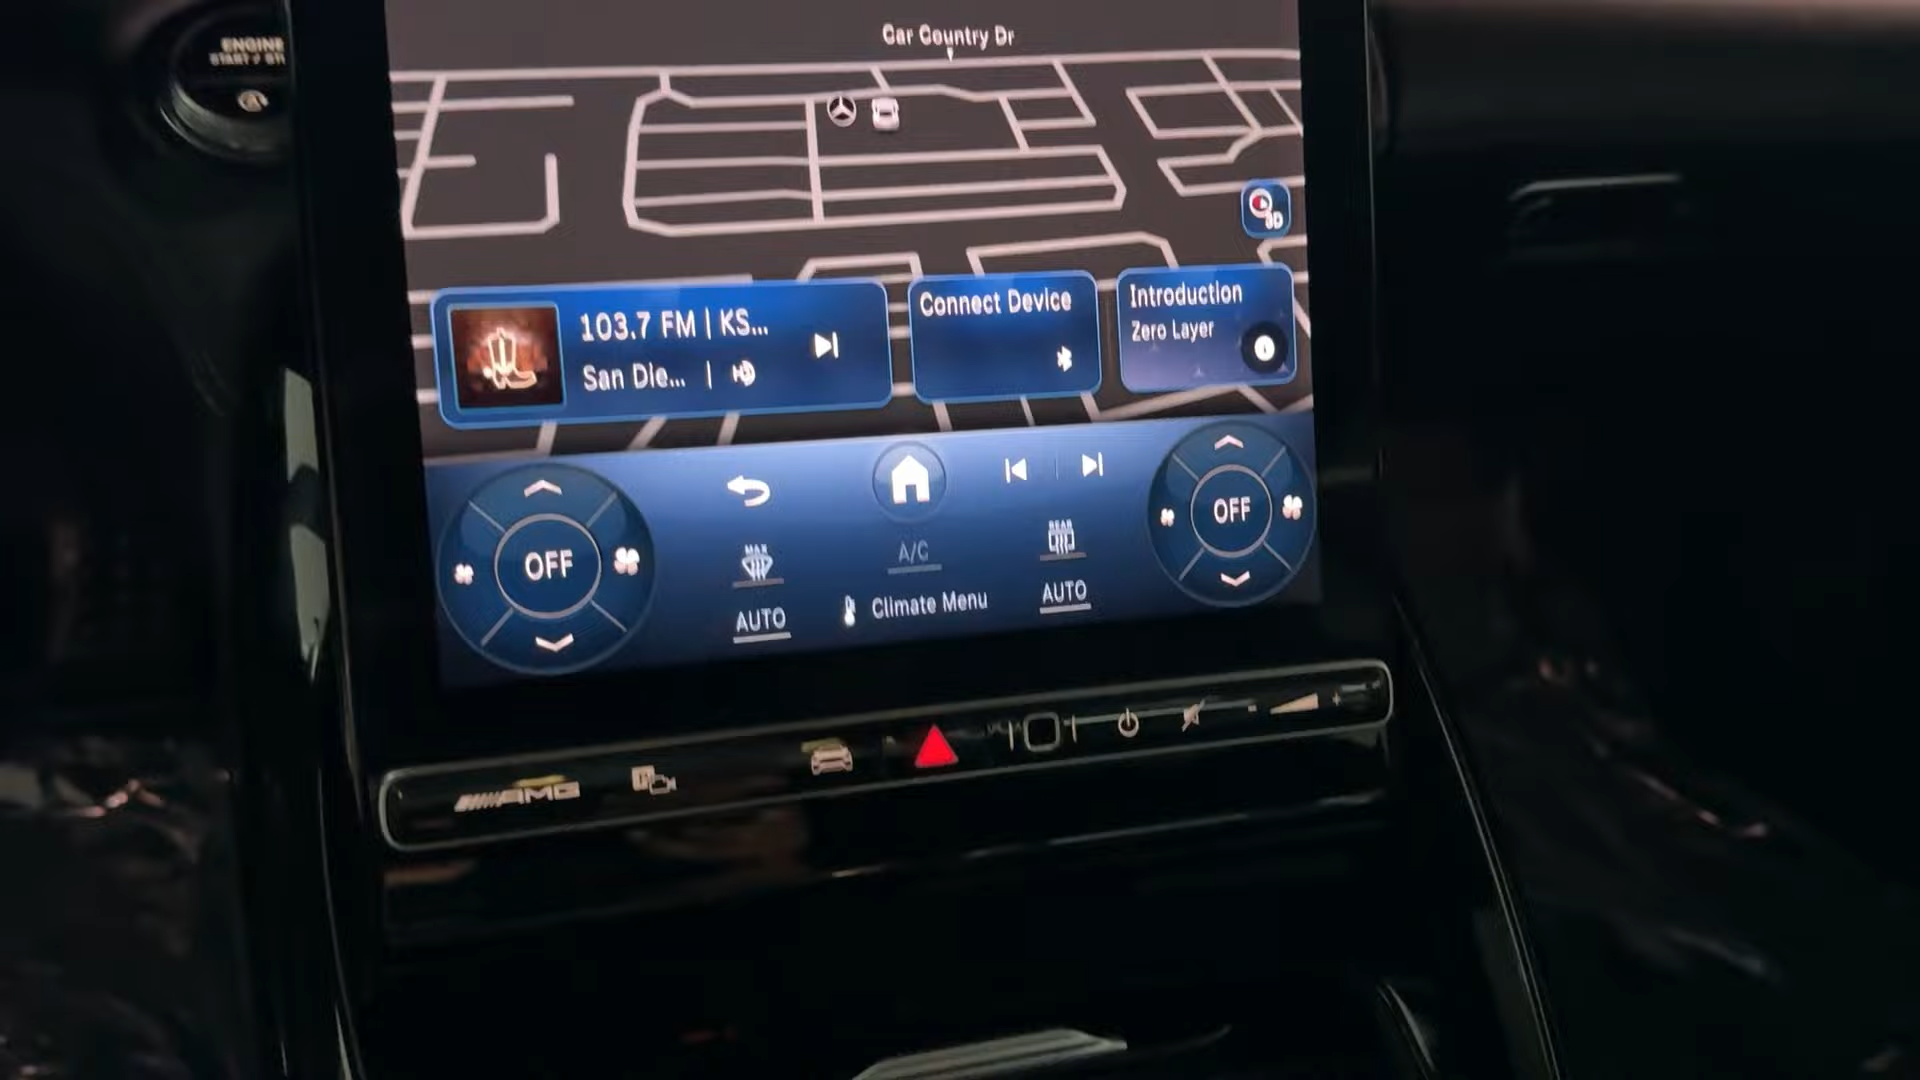 ENGINE
Car Country Dr
3D
103.7 FM | KS...
San Die... |
Connect Device
Introduction
Zero Layer
OFF
MAX
A/C
REAR
OFF
AUTO
Climate Menu
AUTO
AMG